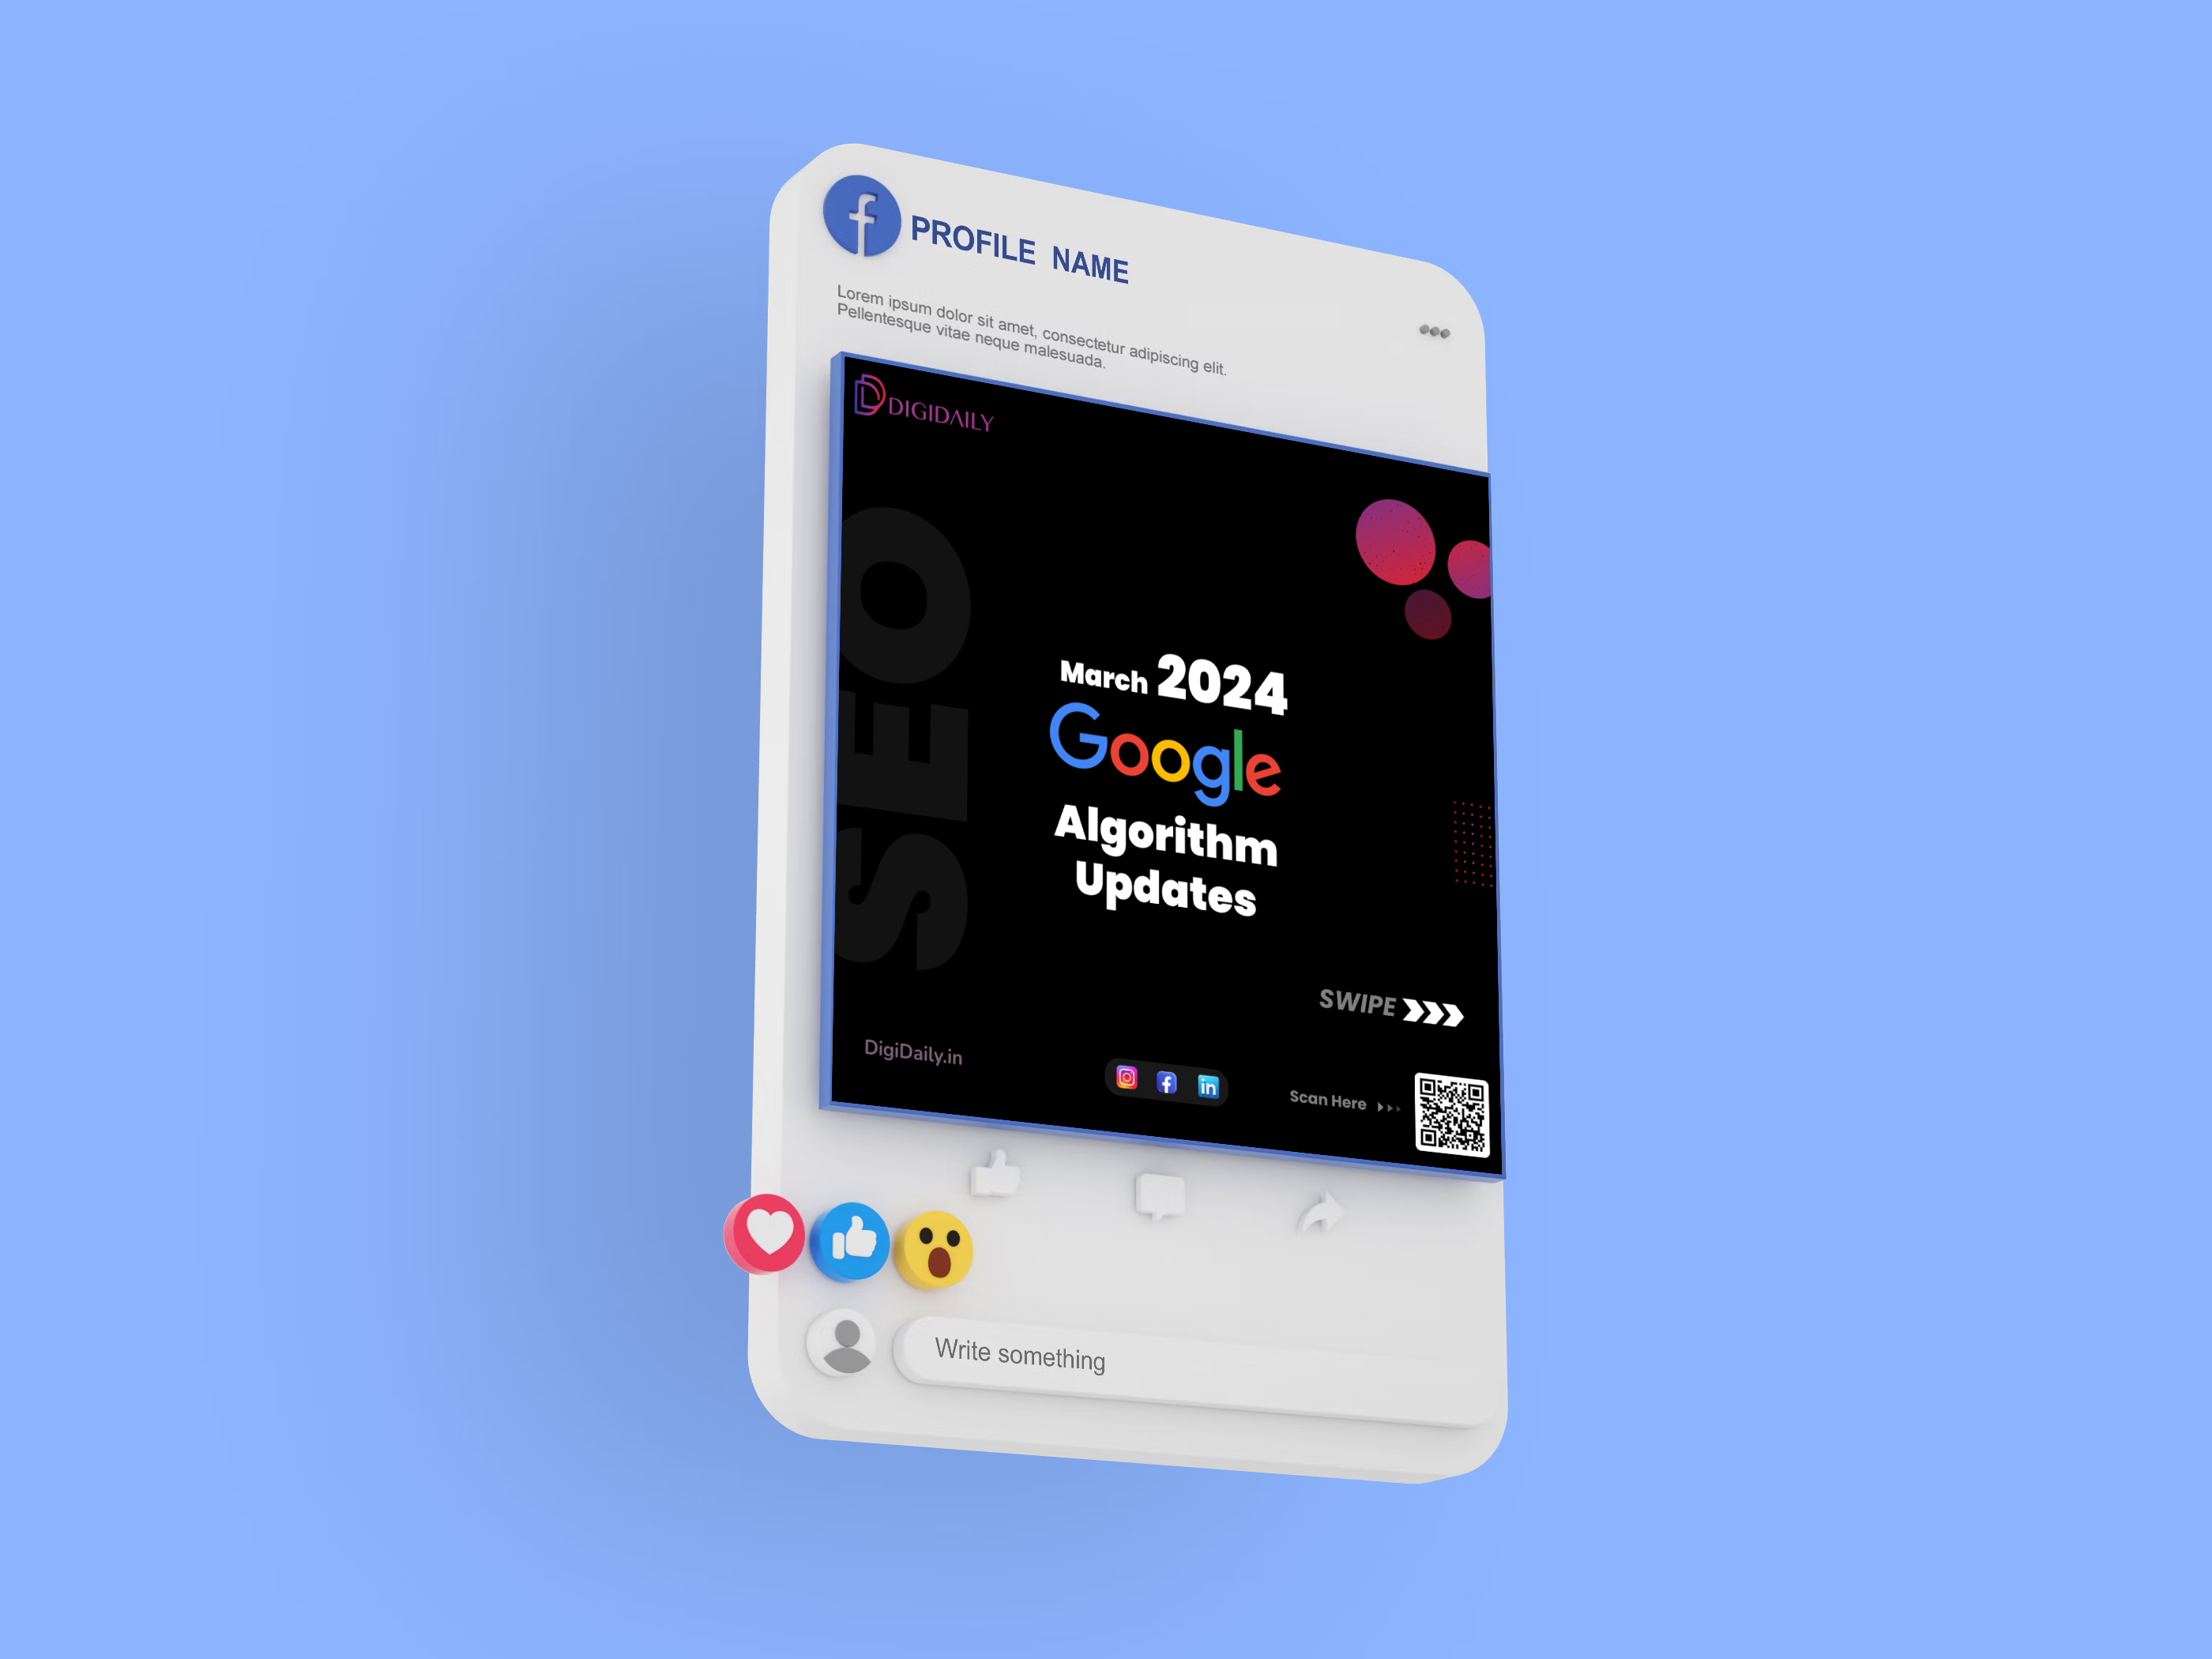 PROFILE NAME
Lorem ipsum dolor sit amet, consectetur adipiscing elit.
Pellentesque vitae neque malesuada.
DIGIDAILY
SEO
March 2024
Google
Algorithm
Updates
SWIPE
DigiDaily.in
Scan Here
Write something